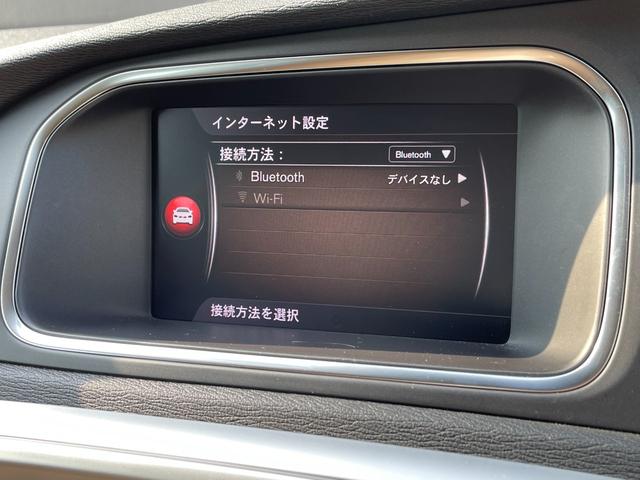 インターネット設定
接続方法： Bluetooth ▼
Bluetooth デバイスなし ▶
Wi-Fi ▶
接続方法を選択